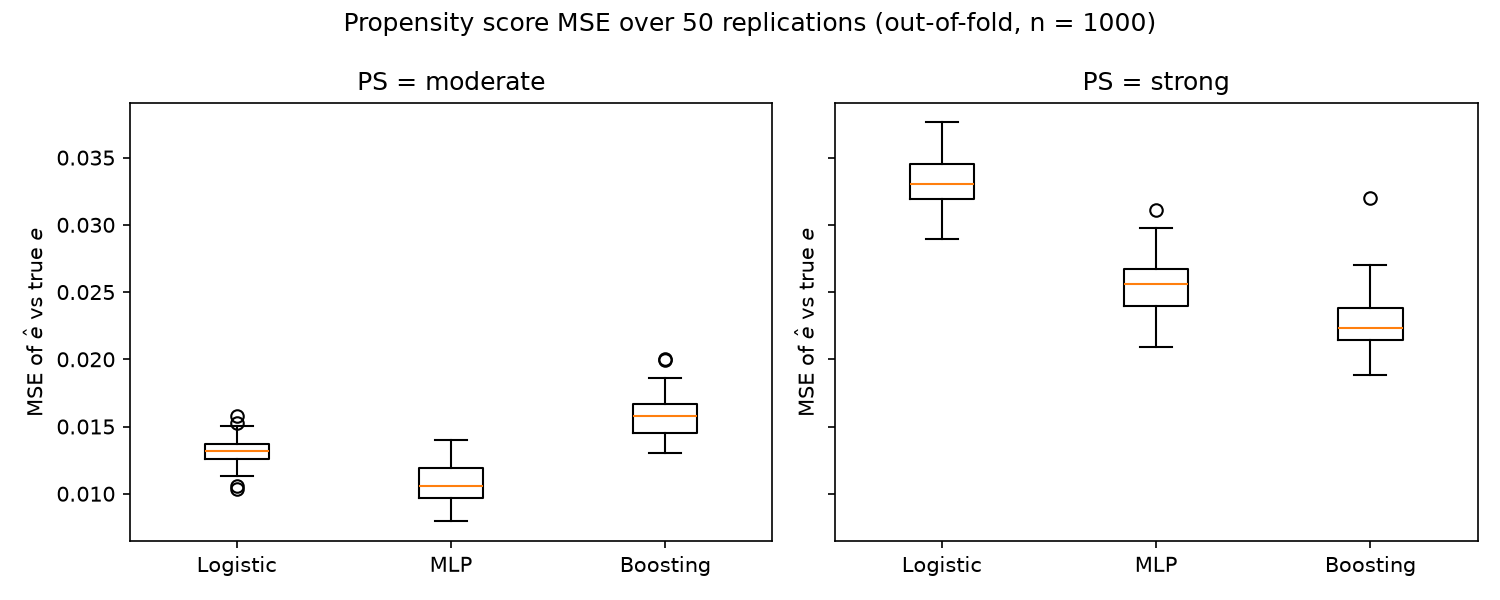 Propensity score MSE over 50 replications (out-of-fold, n = 1000)
PS = moderate
MSE of ê vs true e
0.035
0.030
0.025
0.020
0.015
0.010
Logistic
MLP
Boosting
PS = strong
MSE of ê vs true e
Logistic
MLP
Boosting